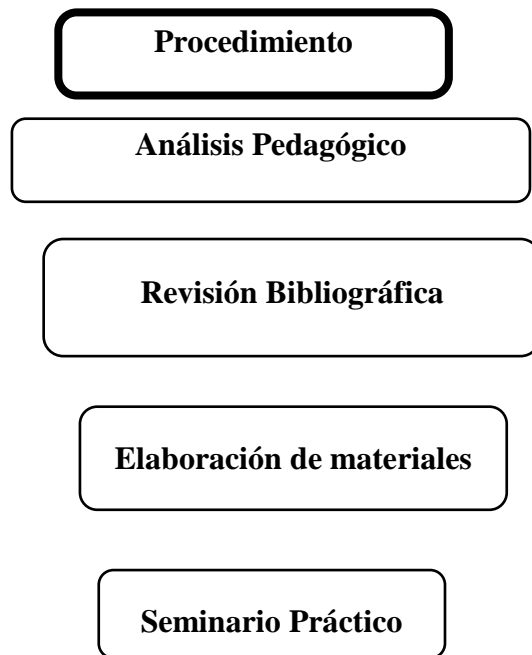 Procedimiento
Análisis Pedagógico
Revisión Bibliográfica
Elaboración de materiales
Seminario Práctico